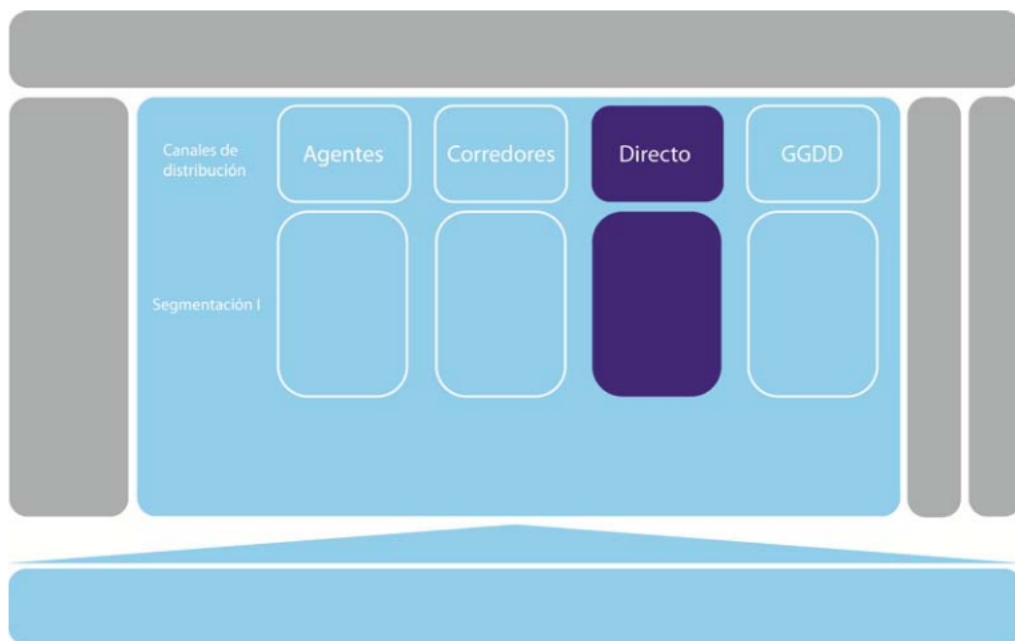 Canales de
distribución
Agentes
Corredores
Directo
GGDD
Segmentación I